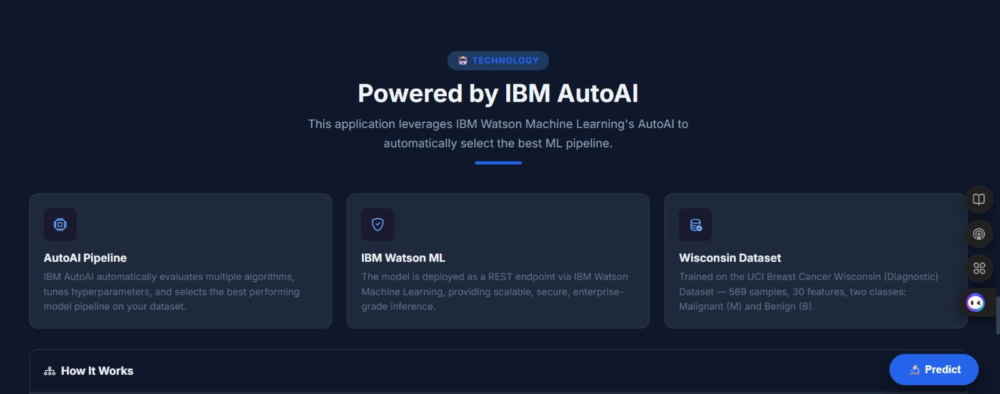 TECHNOLOGY
Powered by IBM AutoAI
This application leverages IBM Watson Machine Learning's AutoAI to
automatically select the best ML pipeline.
AutoAI Pipeline
IBM AutoAI automatically evaluates multiple algorithms,
tunes hyperparameters, and selects the best performing
model pipeline on your dataset.
IBM Watson ML
The model is deployed as a REST endpoint via IBM Watson
Machine Learning, providing scalable, secure, enterprise-
grade inference.
Wisconsin Dataset
Trained on the UCI Breast Cancer Wisconsin (Diagnostic)
Dataset — 569 samples, 30 features, two classes:
Malignant (M) and Benign (B).
How It Works
Predict